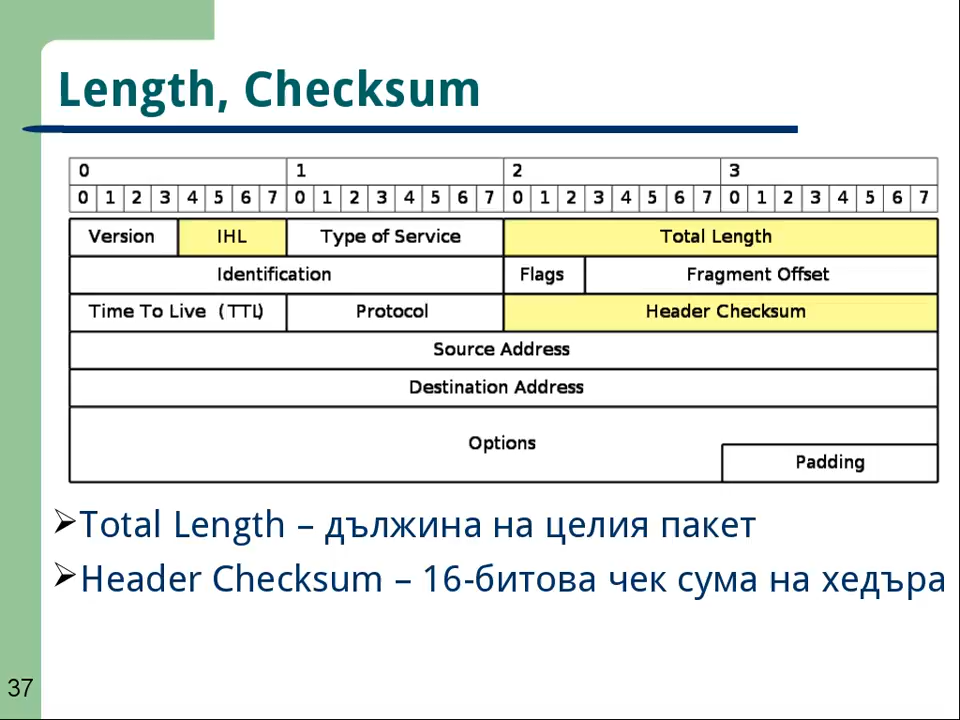 Length, Checksum
0 1 2 3
0 1 2 3 4 5 6 7 0 1 2 3 4 5 6 7 0 1 2 3 4 5 6 7 0 1 2 3 4 5 6 7
Version IHL Type of Service Total Length
Identification Flags Fragment Offset
Time To Live (TTL) Protocol Header Checksum
Source Address
Destination Address
Options
Padding
➢Total Length – дължина на целия пакет
➢Header Checksum – 16-битова чек сума на хедъра
37